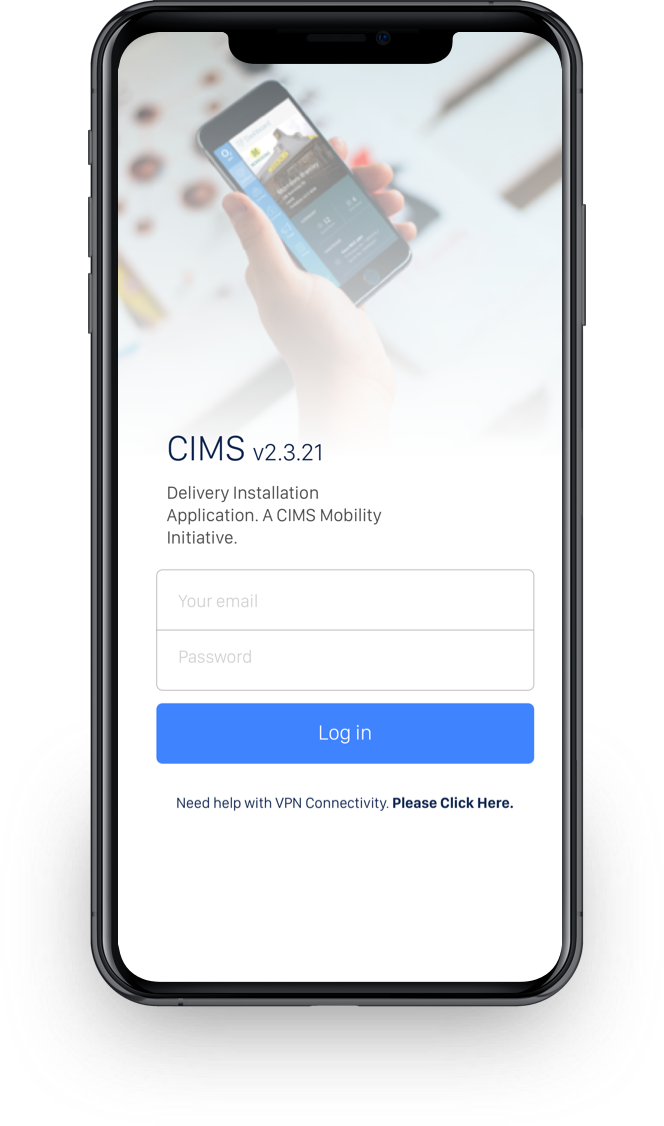 CIMS v2.3.21
Delivery Installation
Application. A CIMS Mobility
Initiative.
Your email
Password
Log in
Need help with VPN Connectivity. Please Click Here.